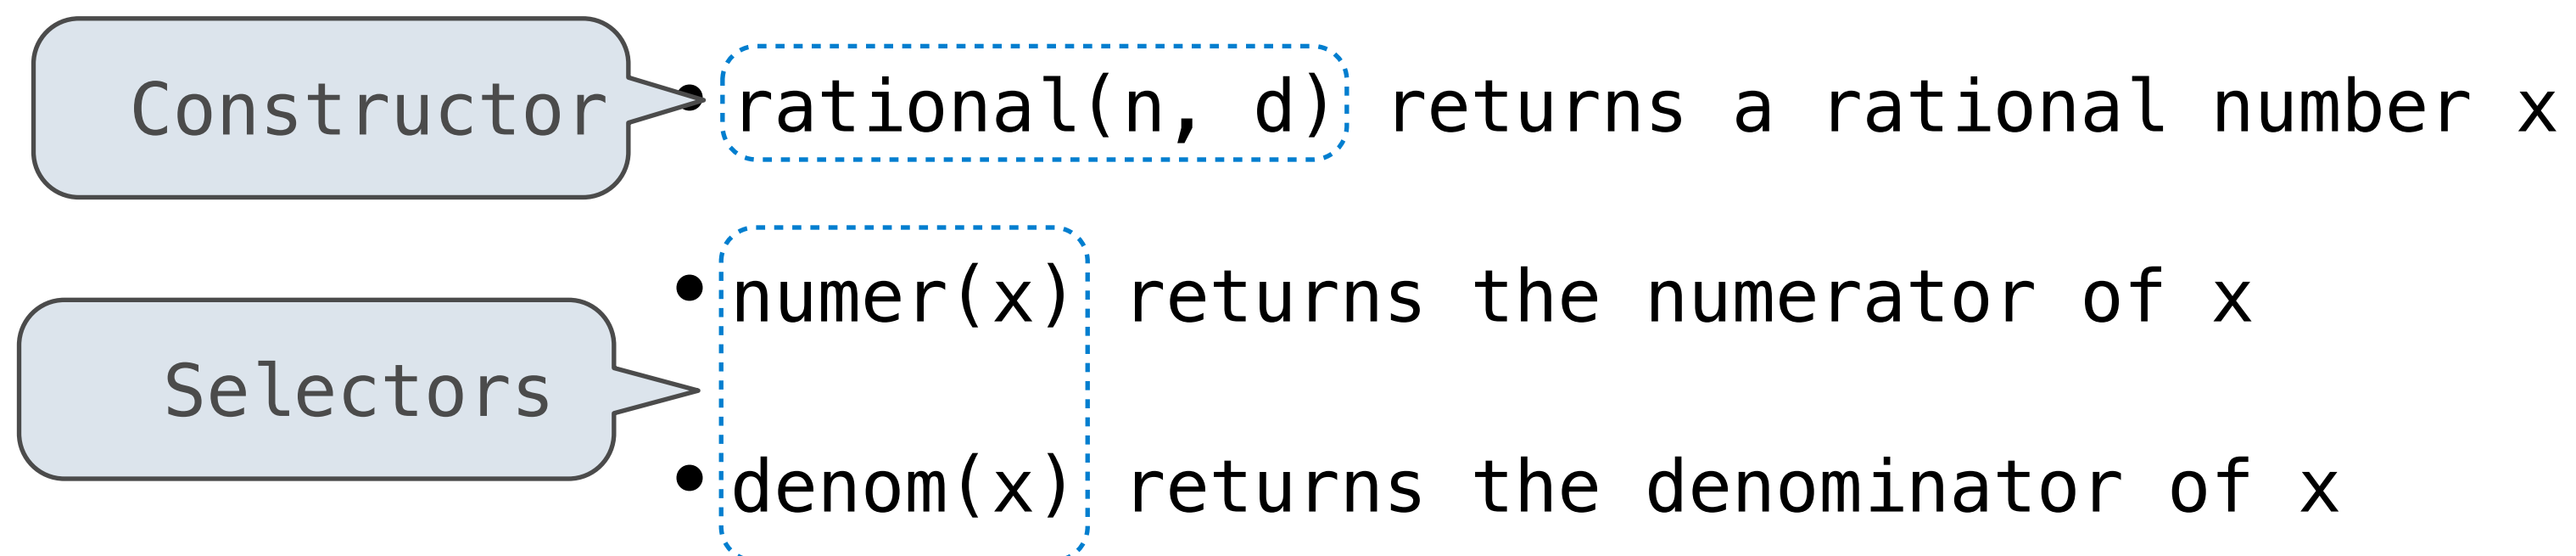 Constructor
• rational(n, d) returns a rational number x
• numer(x) returns the numerator of x
Selectors
• denom(x) returns the denominator of x